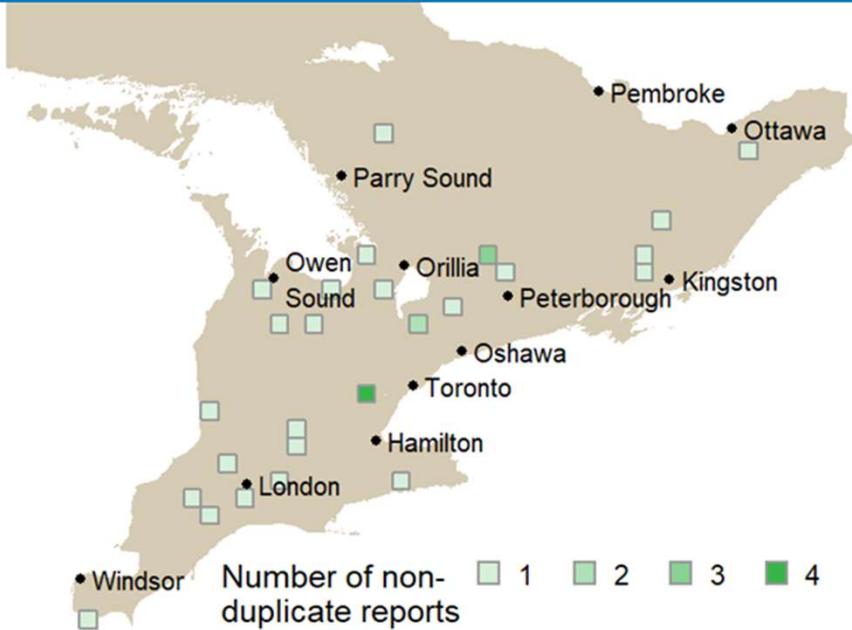 Pembroke
Ottawa
Parry Sound
Owen
Sound
Orillia
Kingston
Peterborough
Oshawa
Toronto
Hamilton
London
Windsor
Number of non-
duplicate reports
1
2
3
4